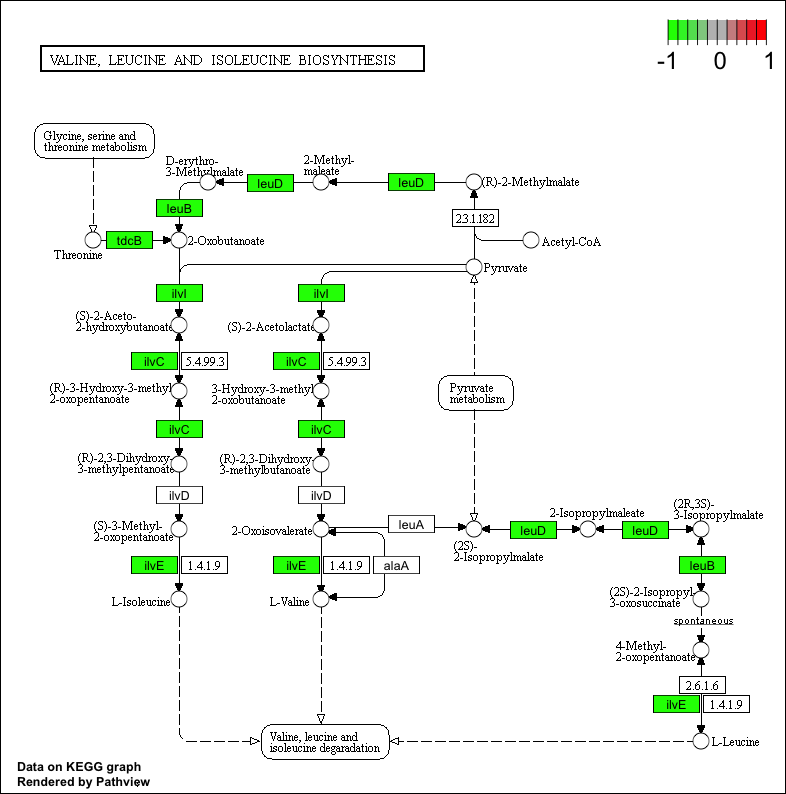 -1 0 1
VALINE, LEUCINE AND ISOLEUCINE BIOSYNTHESIS
Glycine, serine and
threonine metabolism
D-erythro-
3-Methylmalate
2-Methyl-
maleate
leuD
leuD
(R)-2-Methylmalate
leuB
2.3.1.182
tdcB
2-Oxobutanoate
Acetyl-CoA
Threonine
Pyruvate
ilvI
ilvI
(S)-2-Aceto-
2-hydroxybutanoate
(S)-2-Acetolactate
ilvC
5.4.99.3
ilvC
5.4.99.3
(R)-3-Hydroxy-3-methyl
2-oxopentanoate
3-Hydroxy-3-methyl
2-oxobutanoate
Pyruvate
metabolism
ilvC
ilvC
(R)-2,3-Dihydroxy-
3-methylpentanoate
(R)-2,3-Dihydroxy-
3-methylbutanoate
ilvD
ilvD
(S)-3-Methyl-
2-oxopentanoate
2-Oxoisovalerate
leuA
(2S)-
2-Isopropylmalate
leuD
2-Isopropylmaleate
leuD
(2R,3S)-
3-Isopropylmalate
ilvE
1.4.1.9
ilvE
1.4.1.9
alaA
leuB
L-Isoleucine
L-Valine
(2S)-2-Isopropyl-
3-oxosuccinate
spontaneous
4-Methyl-
2-oxopentanoate
2.6.1.6
ilvE
1.4.1.9
Valine, leucine and
isoleucine degradation
L-Leucine
Data on KEGG graph
Rendered by Pathview